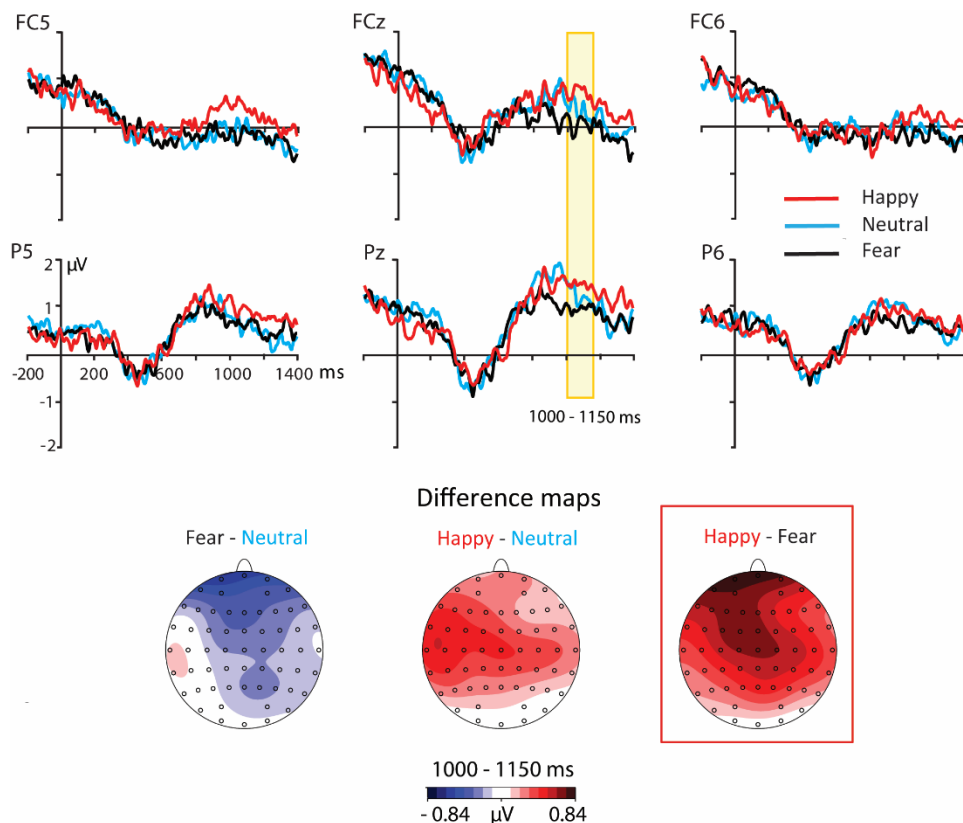 FC5 FCz FC6
Happy
Neutral
Fear
P5 Pz P6
2 μV
1
-200 200 600 1000 1400 ms
-1
-2
1000 - 1150 ms
Difference maps
Fear - Neutral Happy - Neutral Happy - Fear
1000 - 1150 ms
- 0.84 μV 0.84